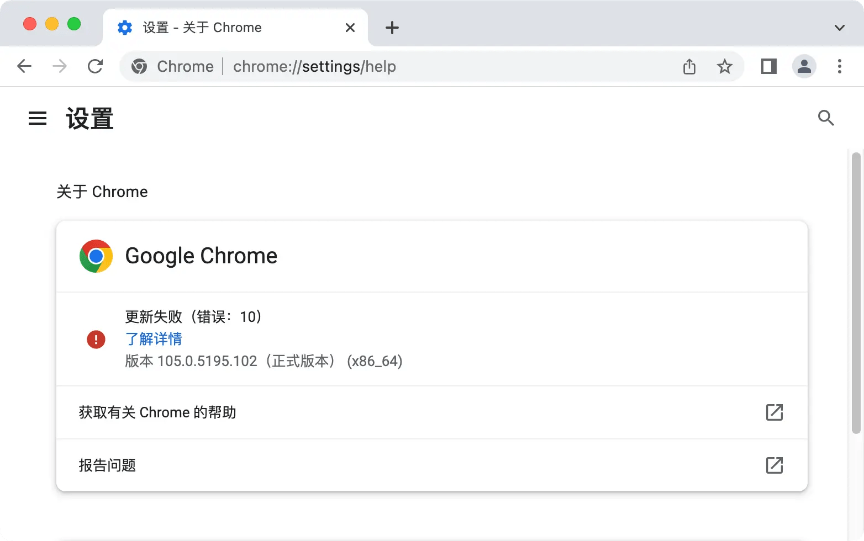 设置 - 关于 Chrome
Chrome | chrome://settings/help
设置
关于 Chrome
Google Chrome
更新失败（错误：10）
了解详情
版本 105.0.5195.102（正式版本） (x86_64)
获取有关 Chrome 的帮助
报告问题